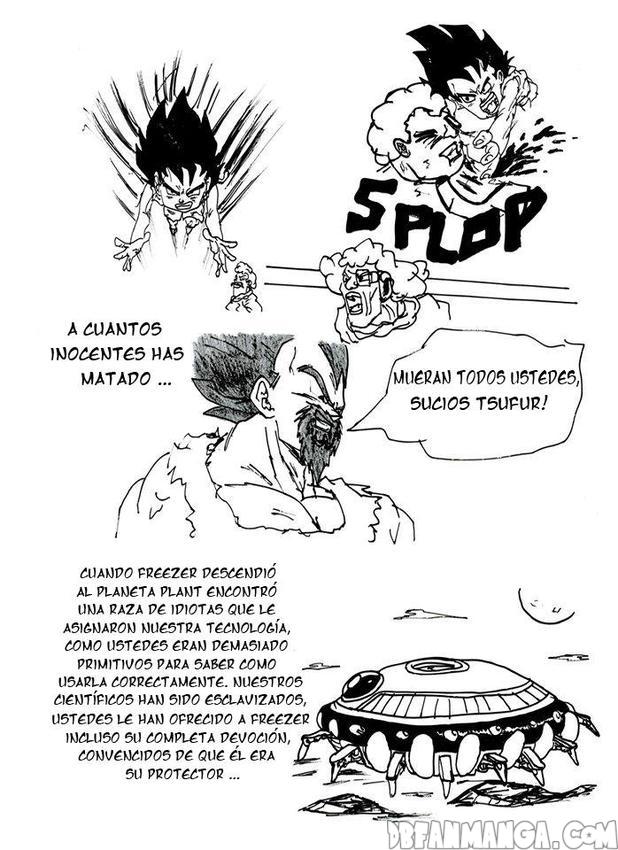 SPLOP
A CUANTOS
INOCENTES HAS
MATADO ...
MUERAN TODOS USTEDES,
SUCIOS TSUFUR!
CUANDO FREEZER DESCENDIÓ
AL PLANETA PLANT ENCONTRÓ
UNA RAZA DE IDIOTAS QUE LE
ASIGNARON NUESTRA TECNOLOGÍA,
COMO USTEDES ERAN DEMASIADO
PRIMITIVOS PARA SABER COMO
USARLA CORRECTAMENTE. NUESTROS
CIENTÍFICOS HAN SIDO ESCLAVIZADOS,
USTEDES LE HAN OFRECIDO A FREEZER
INCLUSO SU COMPLETA DEVOCIÓN,
CONVENCIDOS DE QUE ÉL ERA
SU PROTECTOR ...
DBFANMANGA.COM